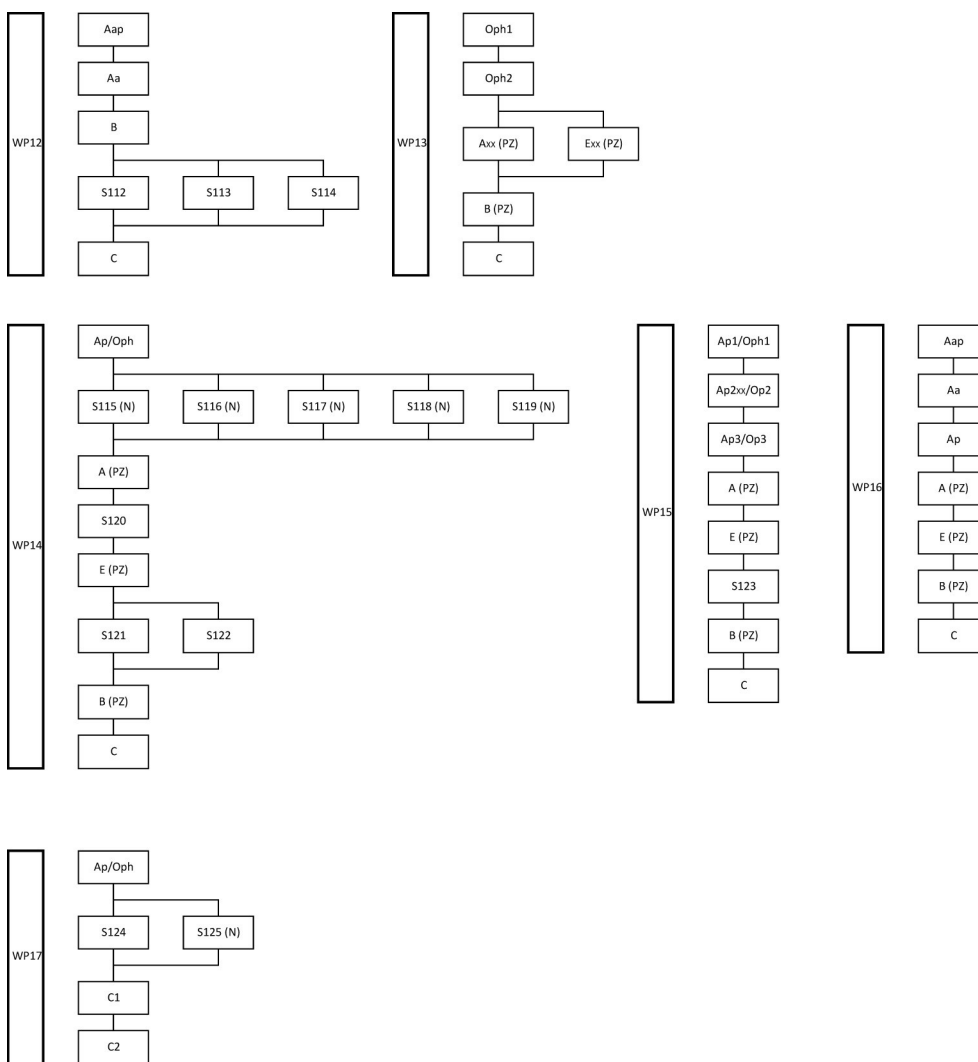 WP12
Aap
Aa
B
S112 S113 S114
C
WP13
Oph1
Oph2
Axx (PZ) Exx (PZ)
B (PZ)
C
WP14
Ap/Oph
S115 (N) S116 (N) S117 (N) S118 (N) S119 (N)
A (PZ)
S120
E (PZ)
S121 S122
B (PZ)
C
WP15
Ap1/Oph1
Ap2xx/Op2
Ap3/Op3
A (PZ)
E (PZ)
S123
B (PZ)
C
WP16
Aap
Aa
Ap
A (PZ)
E (PZ)
B (PZ)
C
WP17
Ap/Oph
S124 S125 (N)
C1
C2